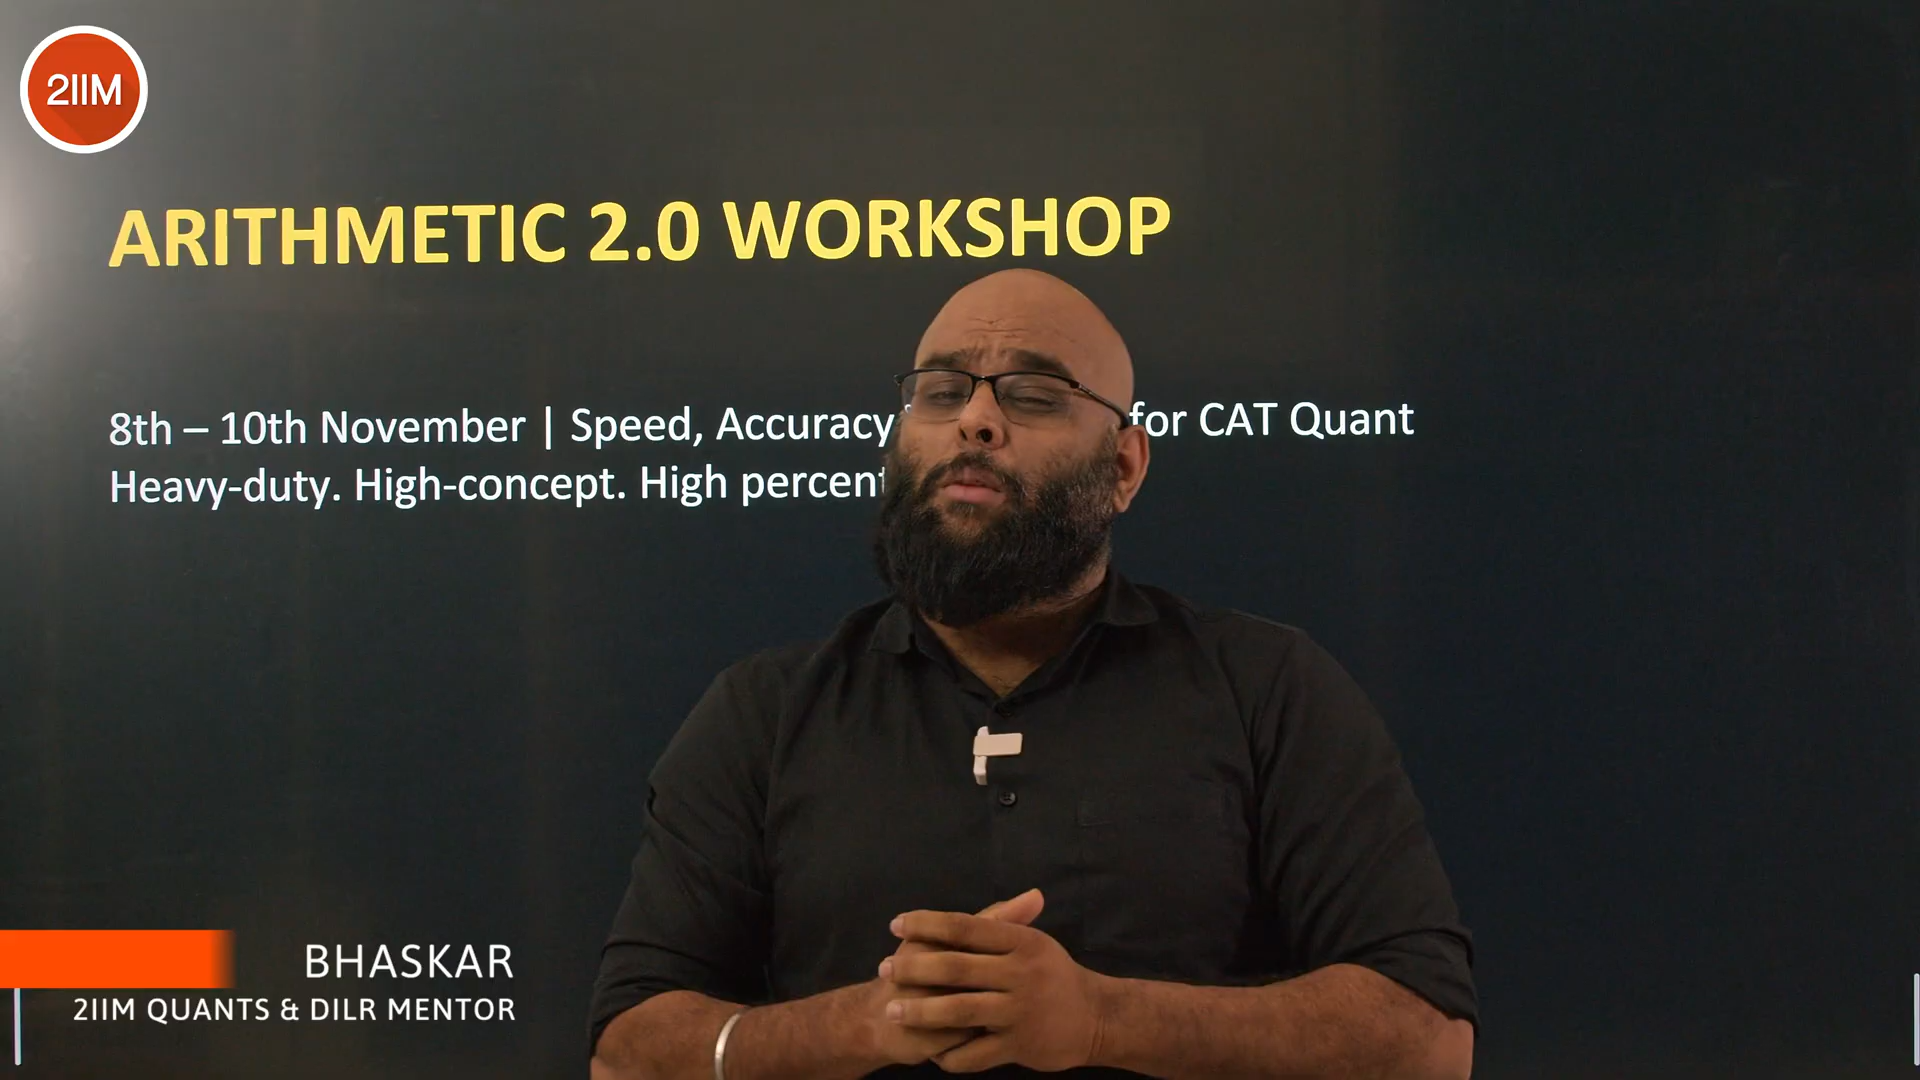 2IIM
ARITHMETIC 2.0 WORKSHOP
8th – 10th November | Speed, Accuracy for CAT Quant
Heavy-duty. High-concept. High
BHASKAR
2IIM QUANTS & DILR MENTOR